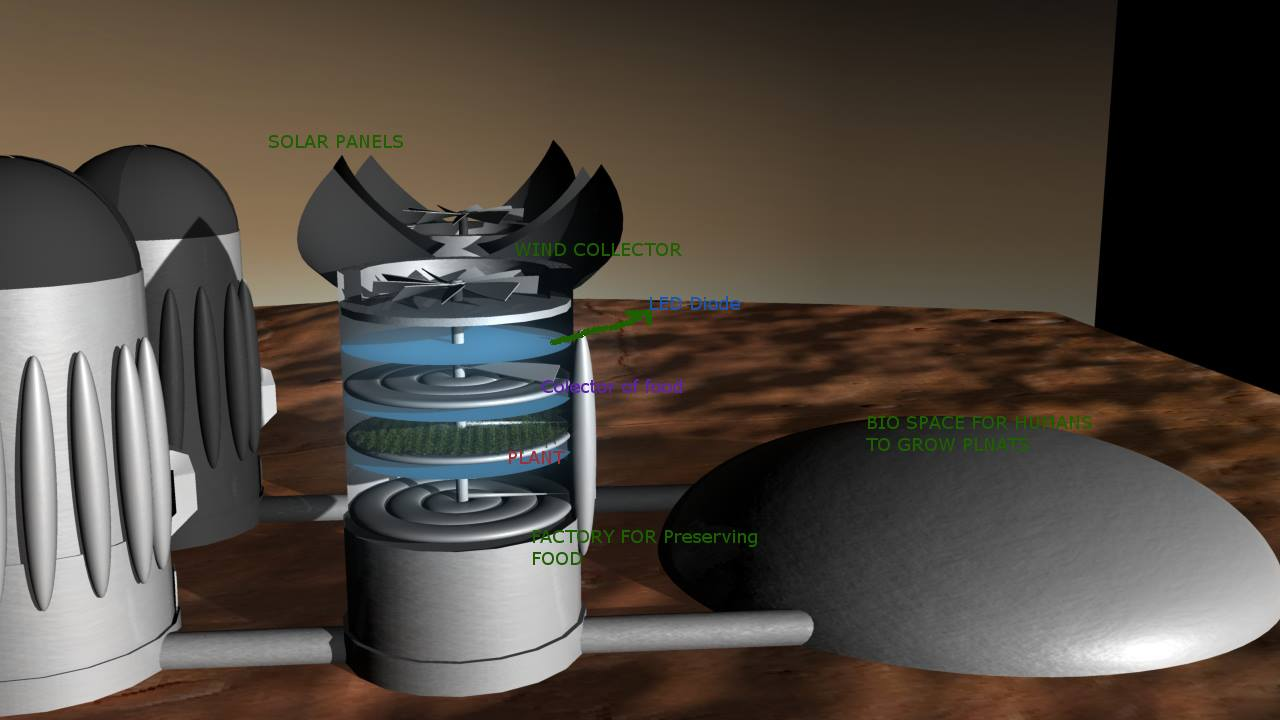 SOLAR PANELS
WIND COLLECTOR
LED Diode
Colector of food
BIO SPACE FOR HUMANS
TO GROW PLNATS
PLANT
FACTORY FOR Preserving
FOOD